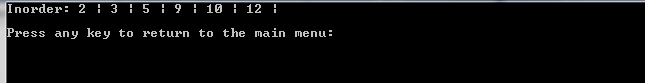 Inorder: 2 ¦ 3 ¦ 5 ¦ 9 ¦ 10 ¦ 12 ¦
Press any key to return to the main menu: